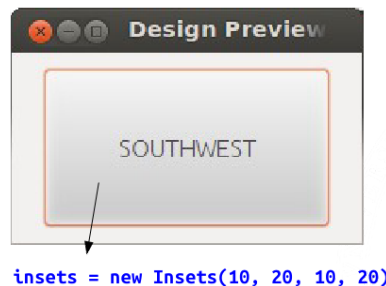 Design Preview
SOUTHWEST
insets = new Insets(10, 20, 10, 20)